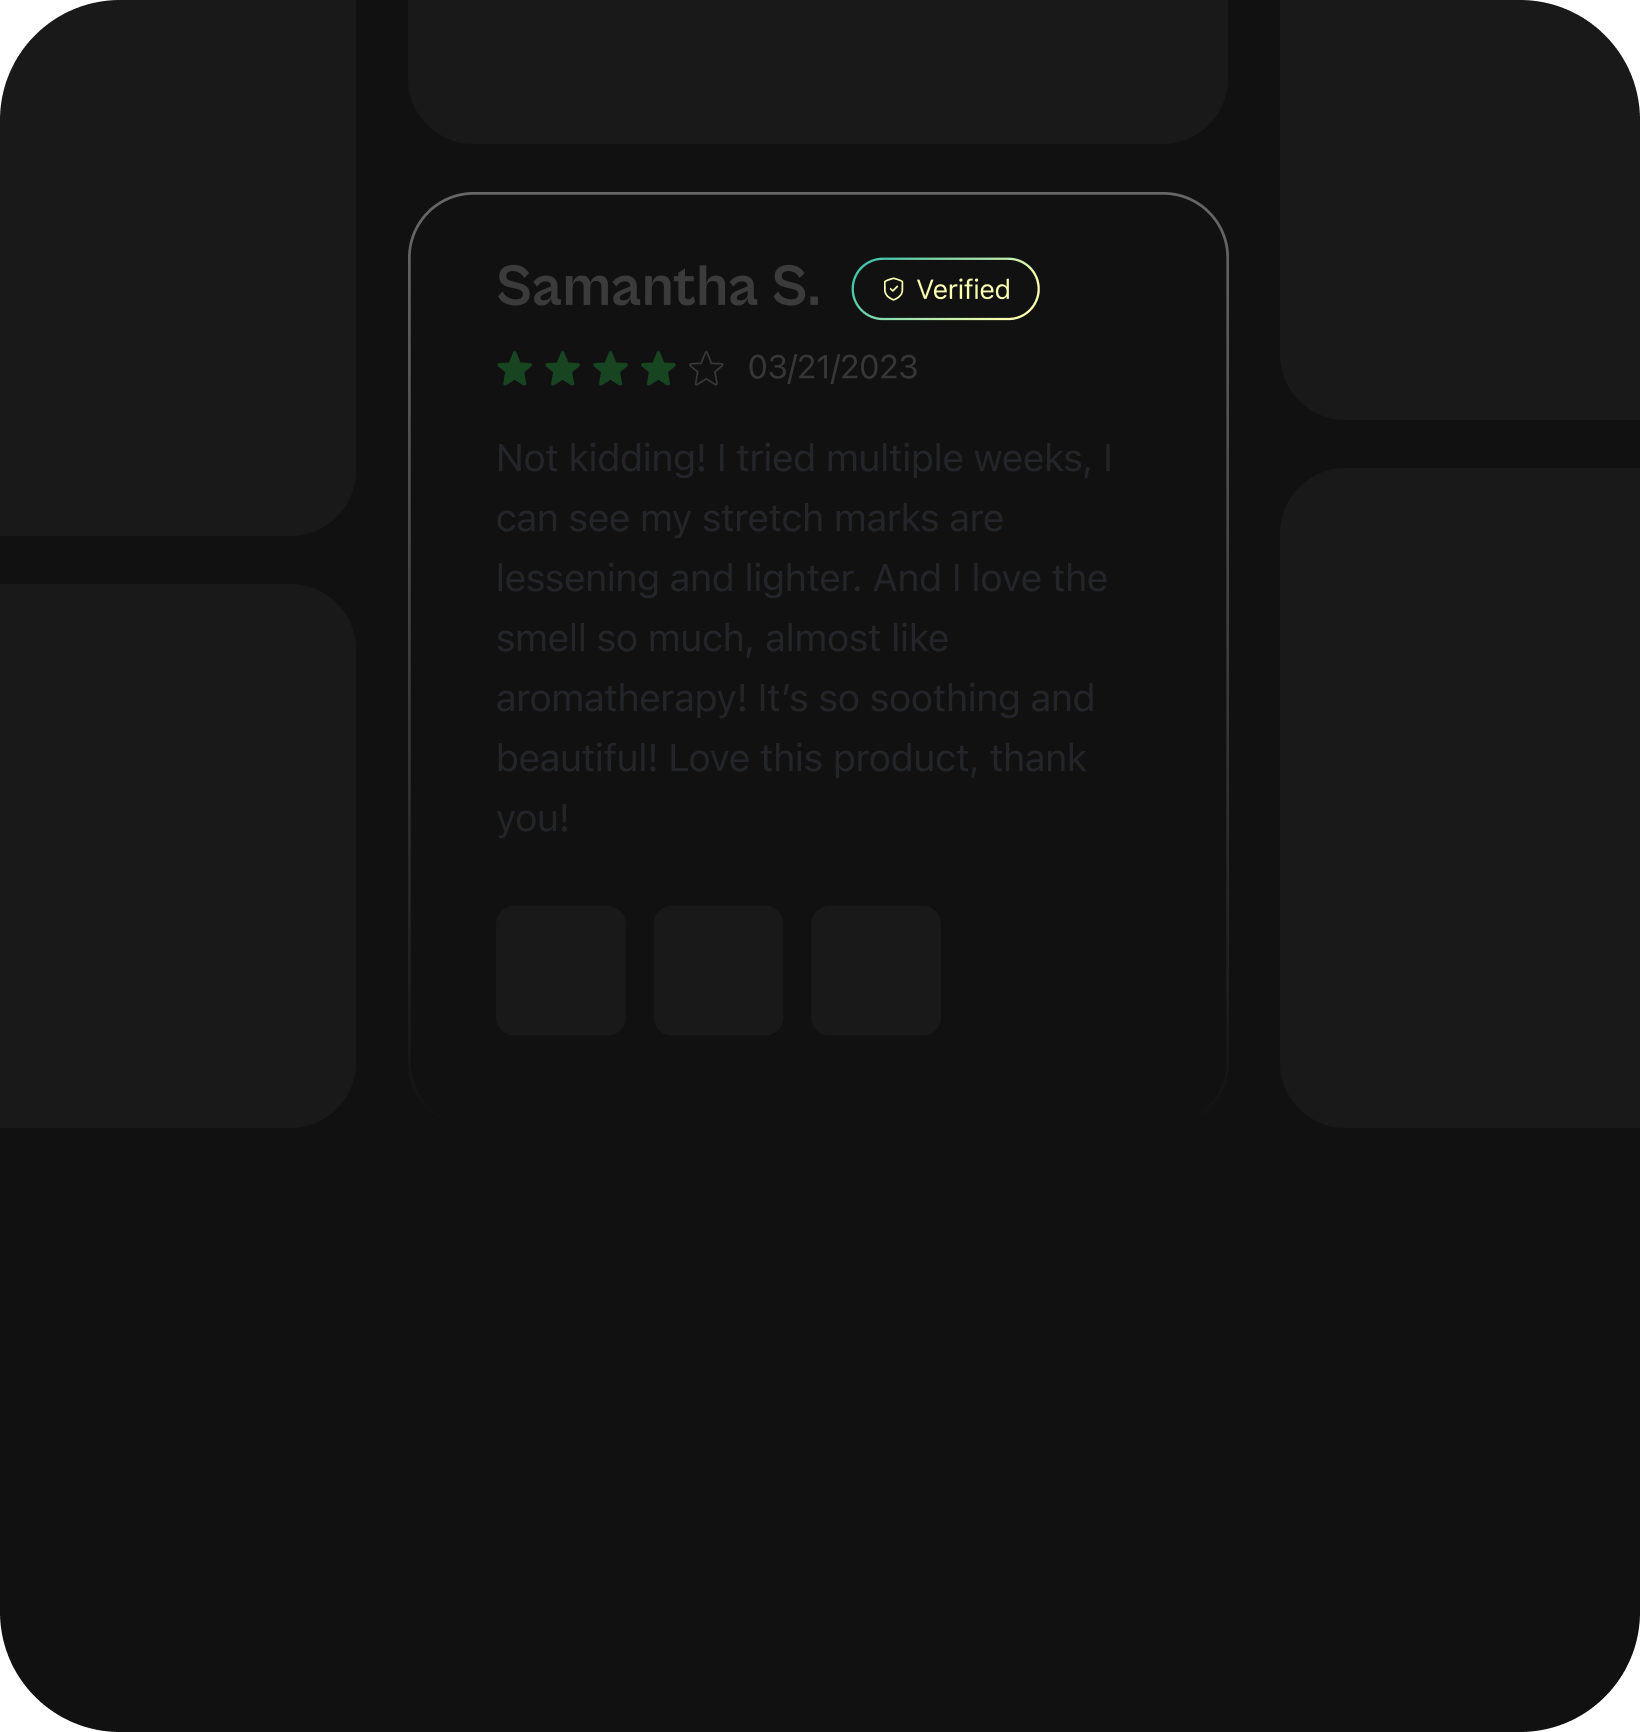 Samantha S.
Verified
03/21/2023
Not kidding! I tried multiple weeks, I
can see my stretch marks are
lessening and lighter. And I love the
smell so much, almost like
aromatherapy! It’s so soothing and
beautiful! Love this product, thank
you!